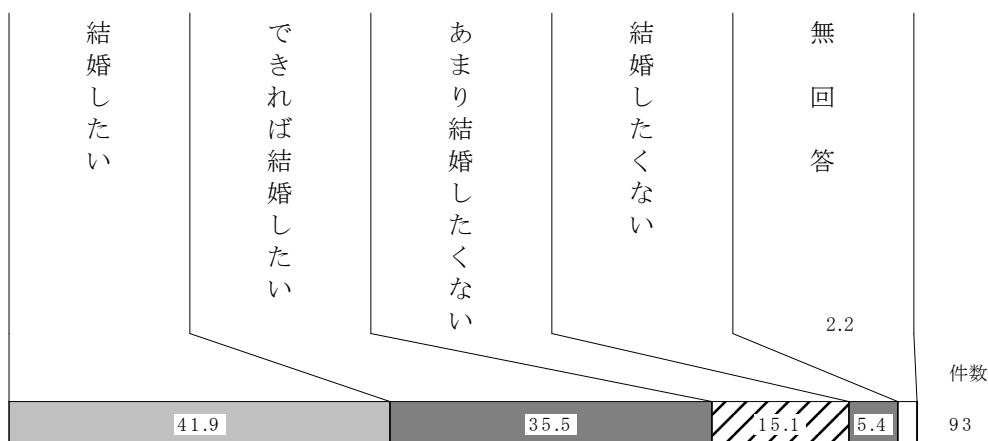 結婚したい
できれば結婚したい
あまり結婚したくない
結婚したくない
無回答
2.2
件数
41.9
35.5
15.1
5.4
93